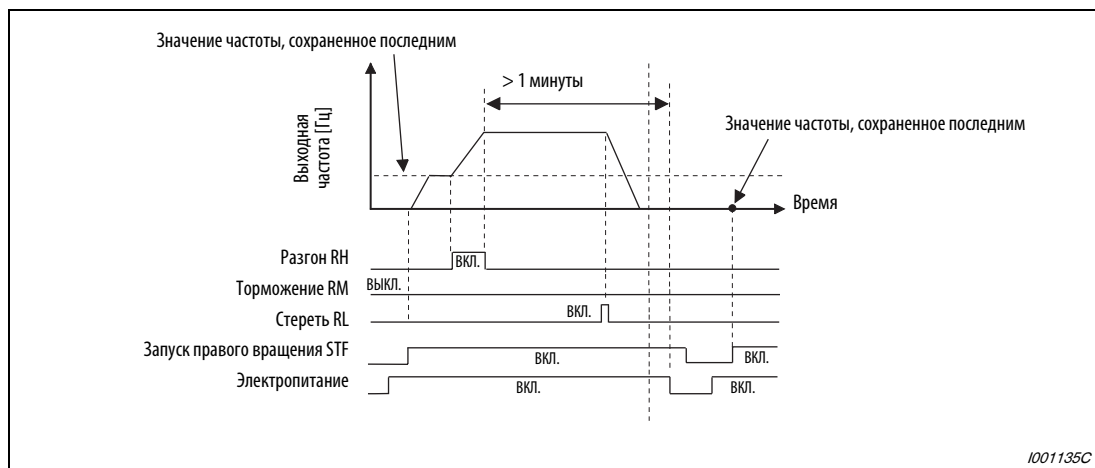 Значение частоты, сохраненное последним
> 1 минуты
Значение частоты, сохраненное последним
Выходная
частота [Гц]
Время
Разгон RH
ВКЛ.
Торможение RM
ВЫКЛ.
Стереть RL
ВКЛ.
Запуск правого вращения STF
ВКЛ.
ВКЛ.
Электропитание
ВКЛ.
ВКЛ.
I001135C